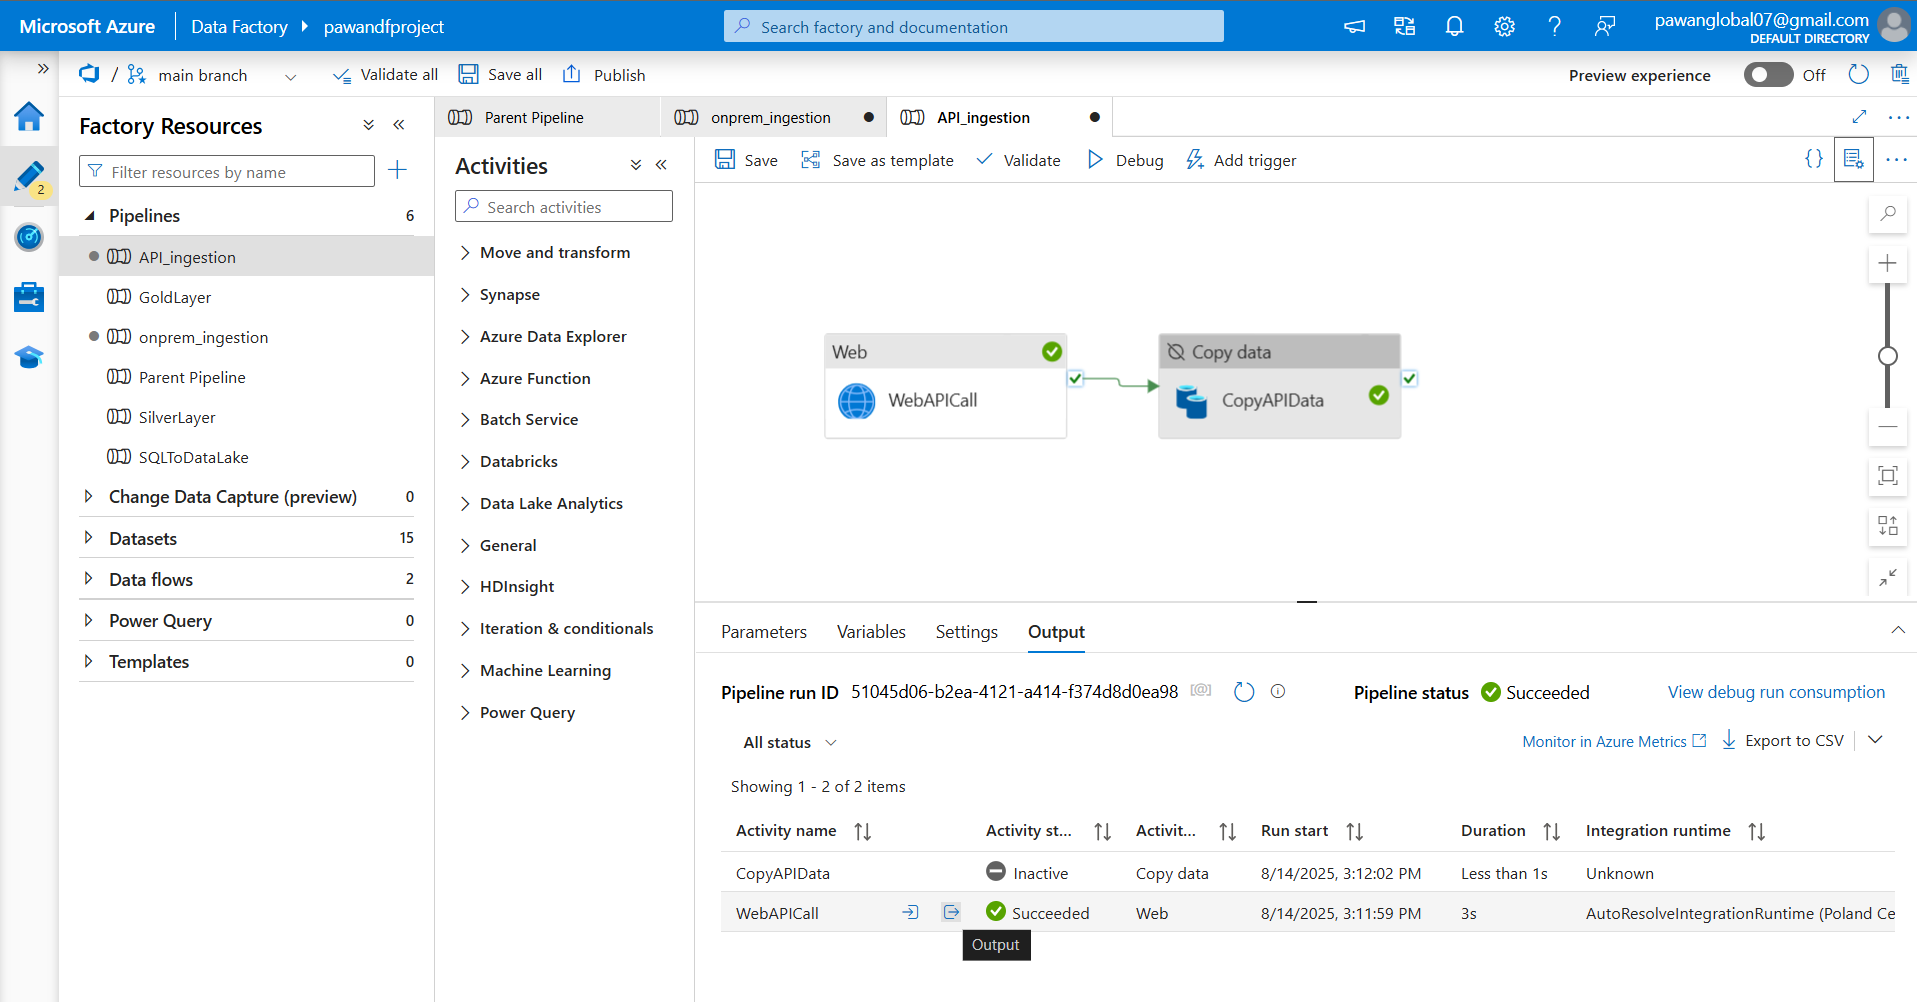 Microsoft Azure
Data Factory
pawandfproject
Search factory and documentation
pawanglobal07@gmail.com
DEFAULT DIRECTORY
/ main branch
Validate all
Save all
Publish
Preview experience
Off
2
Factory Resources
Filter resources by name
Pipelines 6
API_ingestion
GoldLayer
onprem_ingestion
Parent Pipeline
SilverLayer
SQLToDataLake
Change Data Capture (preview) 0
Datasets 15
Data flows 2
Power Query 0
Templates 0
Parent Pipeline
onprem_ingestion
API_ingestion
Activities
Search activities
Move and transform
Synapse
Azure Data Explorer
Azure Function
Batch Service
Databricks
Data Lake Analytics
General
HDInsight
Iteration & conditionals
Machine Learning
Power Query
Save
Save as template
Validate
Debug
Add trigger
{}
Web
WebAPICall
Copy data
CopyAPIData
Parameters Variables Settings Output
Pipeline run ID 51045d06-b2ea-4121-a414-f374d8d0ea98 [@]
Pipeline status Succeeded
View debug run consumption
All status
Monitor in Azure Metrics
Export to CSV
Showing 1 - 2 of 2 items
Activity name Activity st... Activit... Run start Duration Integration runtime
CopyAPIData Inactive Copy data 8/14/2025, 3:12:02 PM Less than 1s Unknown
WebAPICall Succeeded Web 8/14/2025, 3:11:59 PM 3s AutoResolveIntegrationRuntime (Poland Ce
Output